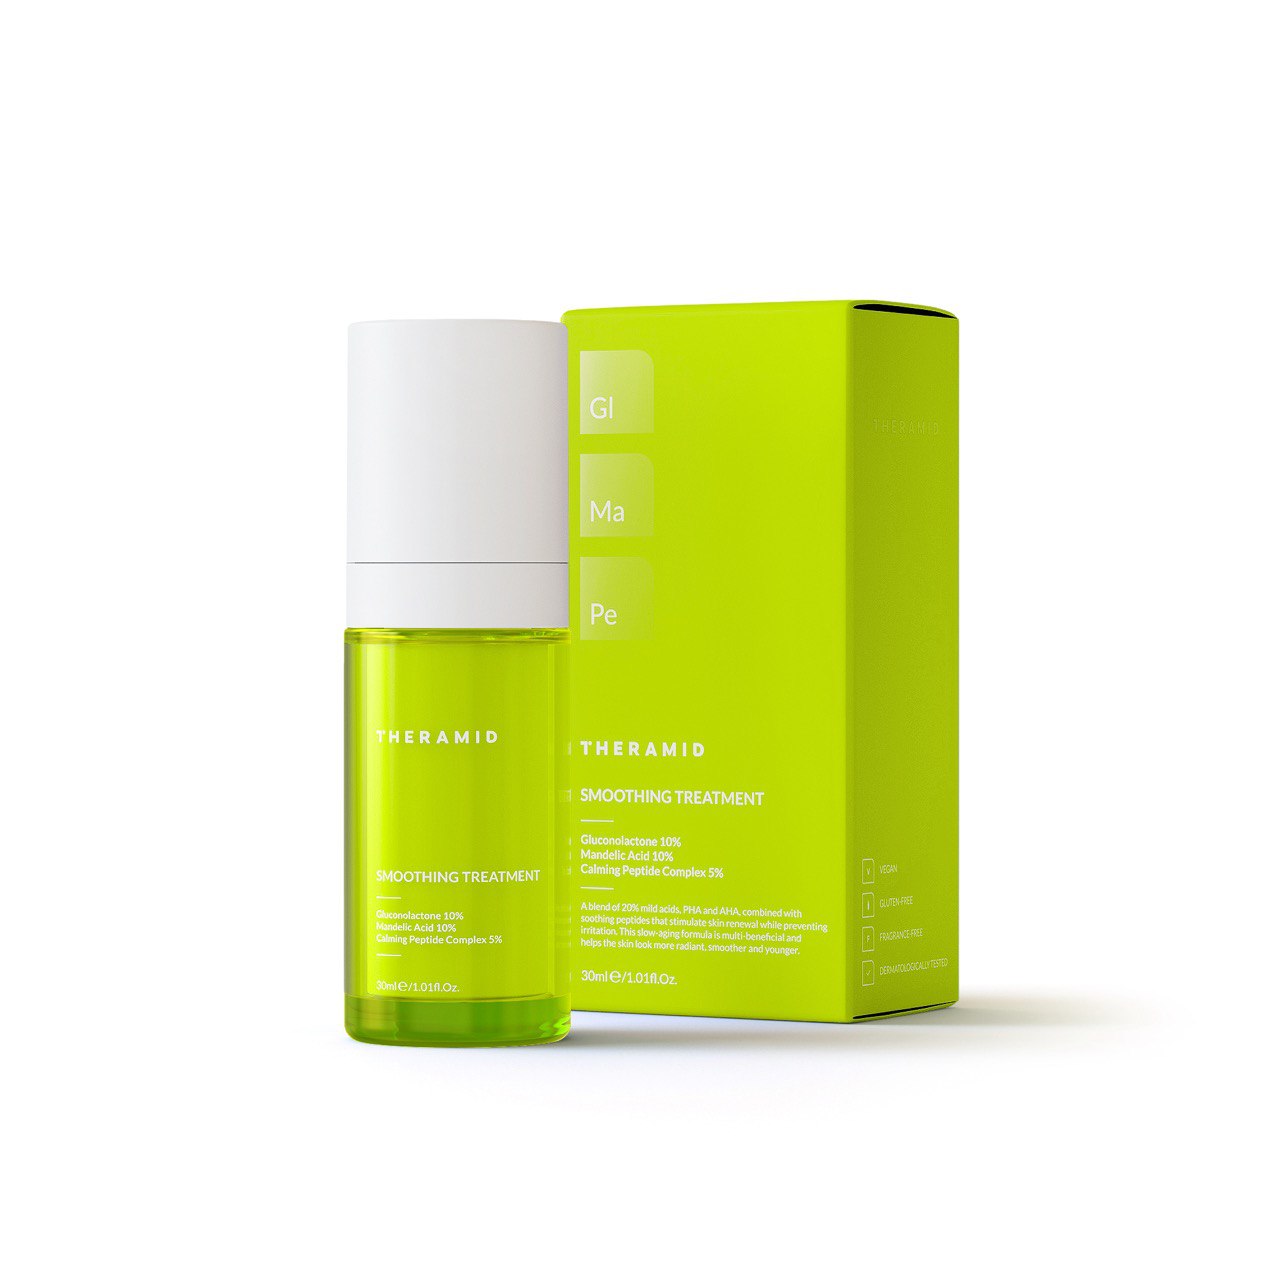 THERAMID
SMOOTHING TREATMENT
Gluconolactone 10%
Mandelic Acid 10%
Calming Peptide Complex 5%
30ml℮/1.01fl.Oz.
Gl
Ma
Pe
THERAMID
SMOOTHING TREATMENT
Gluconolactone 10%
Mandelic Acid 10%
Calming Peptide Complex 5%
A blend of 20% mild acids, PHA and AHA, combined with
soothing peptides that stimulate skin renewal while preventing
irritation. This slow-aging formula is multi-beneficial and
helps the skin look more radiant, smoother and younger.
30ml℮/1.01fl.Oz.
THERAMID
V VEGAN
GLUTEN-FREE
F FRAGRANCE-FREE
DERMATOLOGICALLY TESTED